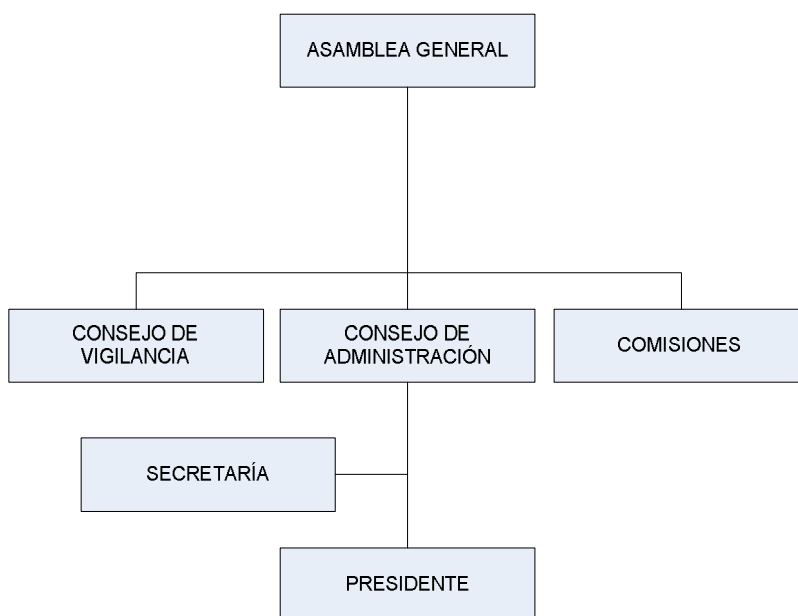 ASAMBLEA GENERAL
CONSEJO DE
VIGILANCIA
CONSEJO DE
ADMINISTRACIÓN
COMISIONES
SECRETARÍA
PRESIDENTE